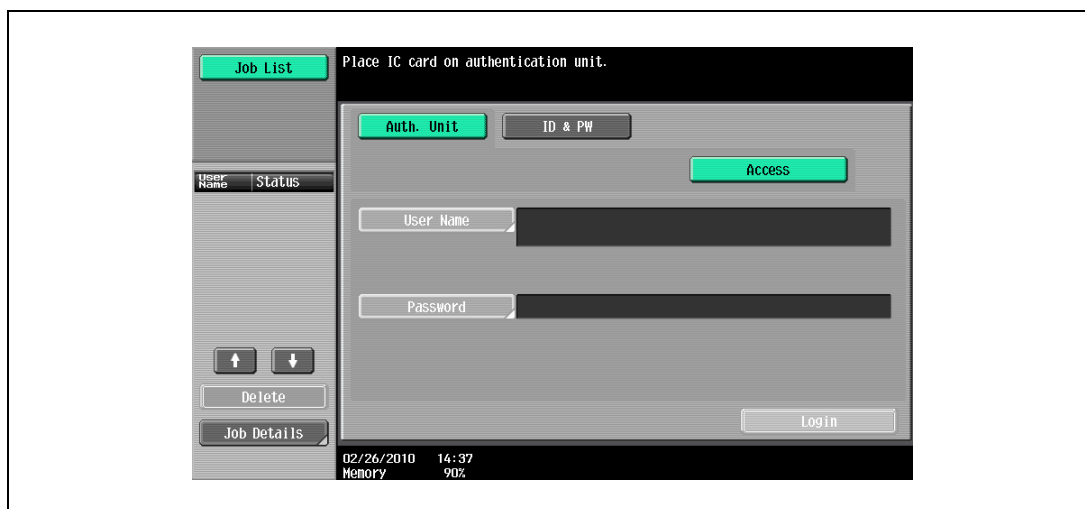 Job List
Place IC card on authentication unit.
Auth. Unit
ID & PW
Access
User Name
Status
User Name
Password
Delete
Job Details
Login
02/26/2010 14:37
Memory 90%